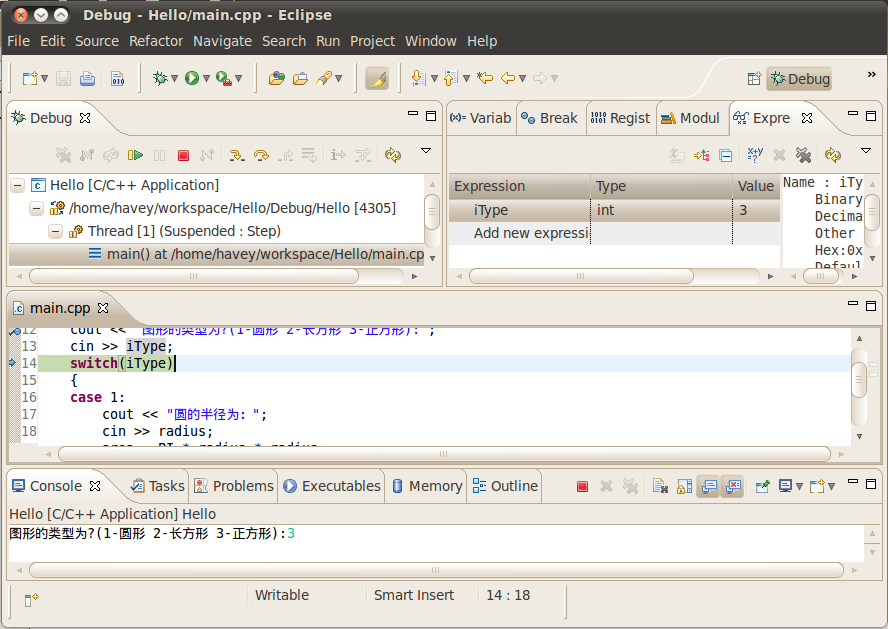 Debug - Hello/main.cpp - Eclipse
File Edit Source Refactor Navigate Search Run Project Window Help
Debug »
Debug
Hello [C/C++ Application]
/home/havey/workspace/Hello/Debug/Hello [4305]
Thread [1] (Suspended : Step)
main() at /home/havey/workspace/Hello/main.cp
Variab Break Regist Modul Expre
Expression Type Value
iType int 3
Add new expressi
Name : iTy
Binary
Decima
Other
Hex:0x
Defaul
main.cpp
12 cout << "图形的类型为?(1-圆形 2-长方形 3-正方形):";
13 cin >> iType;
14 switch(iType)
15 {
16 case 1:
17 cout << "圆的半径为: ";
18 cin >> radius;
area = PI * radius * radius;
Console Tasks Problems Executables Memory Outline
Hello [C/C++ Application] Hello
图形的类型为?(1-圆形 2-长方形 3-正方形):3
Writable Smart Insert 14 : 18